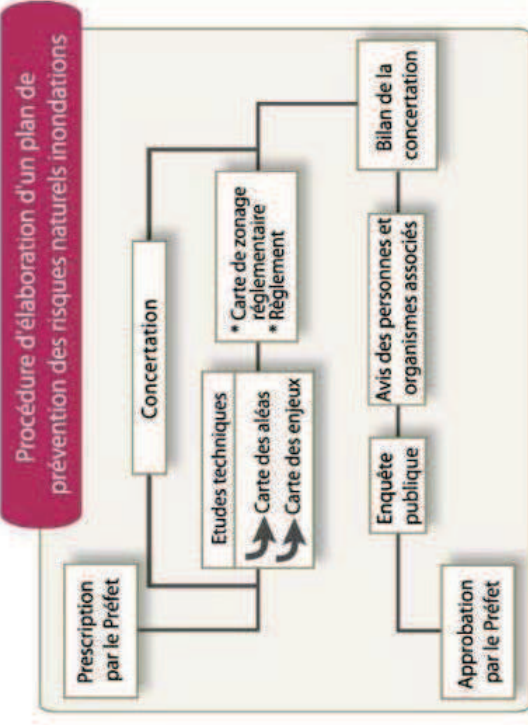 Procédure d'élaboration d'un plan de
prévention des risques naturels inondations
Prescription
par le Préfet
Concertation
Etudes techniques
Carte des aléas
Carte des enjeux
* Carte de zonage
réglementaire
* Règlement
Bilan de la
concertation
Avis des personnes et
organismes associés
Enquête
publique
Approbation
par le Préfet